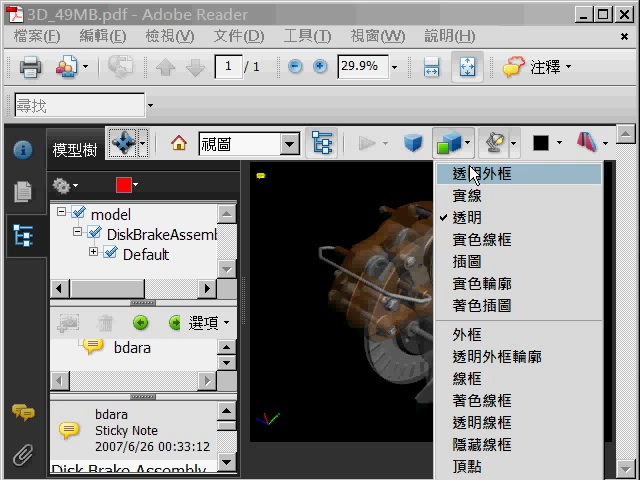 3D_49MB.pdf - Adobe Reader
檔案(F) 編輯(E) 檢視(V) 文件(D) 工具(T) 視窗(W) 說明(H)
1 / 1 29.9% 注釋
尋找
模型樹 視圖
model
DiskBrakeAssemb
Default
選項
bdara
bdara
Sticky Note
2007/6/26 00:33:12
Disk Brake Assembly
透明外框
實線
透明
實色線框
插圖
實色輪廓
著色插圖
外框
透明外框輪廓
線框
著色線框
透明線框
隱藏線框
頂點